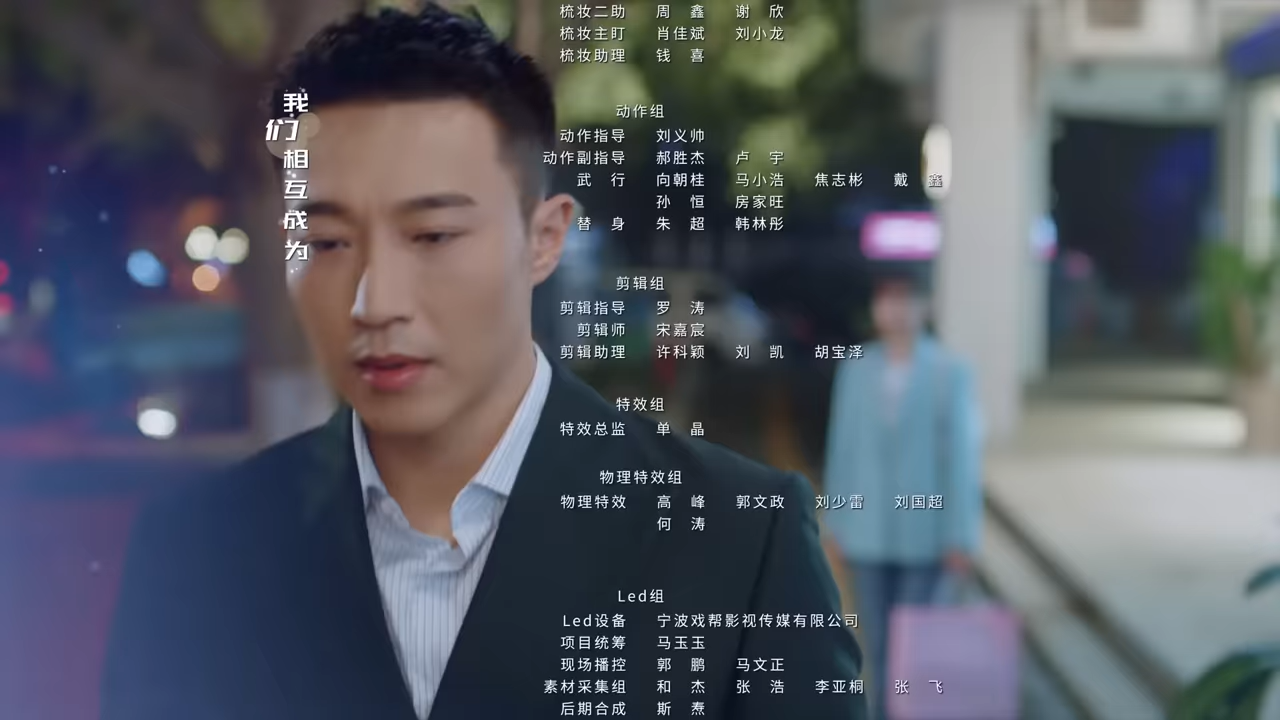 我们相互成为
梳妆二助 周 鑫 谢 欣
梳妆主盯 肖佳斌 刘小龙
梳妆助理 钱 喜
动作组
动作指导 刘义帅
动作副指导 郝胜杰 卢 宇
武 行 向朝桂 马小浩 焦志彬 戴 鑫
孙 恒 房家旺
替 身 朱 超 韩林彤
剪辑组
剪辑指导 罗 涛
剪辑师 宋嘉宸
剪辑助理 许科颖 刘 凯 胡宝泽
特效组
特效总监 单 晶
物理特效组
物理特效 高 峰 郭文政 刘少雷 刘国超
何 涛
Led组
Led设备 宁波戏帮影视传媒有限公司
项目统筹 马玉玉
现场播控 郭 鹏 马文正
素材采集组 和 杰 张 浩 李亚桐 张 飞
后期合成 斯 焘